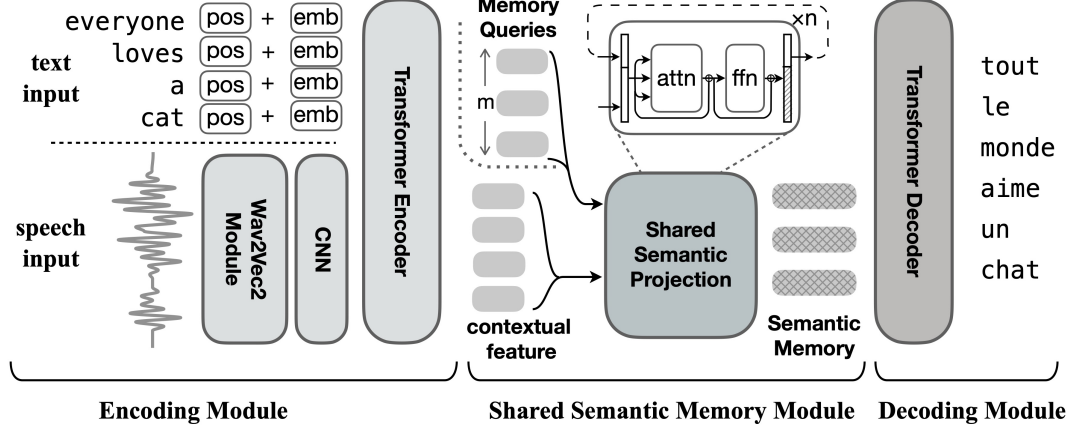 everyone pos + emb
loves pos + emb
a pos + emb
cat pos + emb
text
input
speech
input
Wav2Vec2
Module
CNN
Transformer Encoder
Memory
Queries
m
contextual
feature
×n
attn
ffn
Shared
Semantic
Projection
Semantic
Memory
Transformer Decoder
tout
le
monde
aime
un
chat
Encoding Module
Shared Semantic Memory Module
Decoding Module